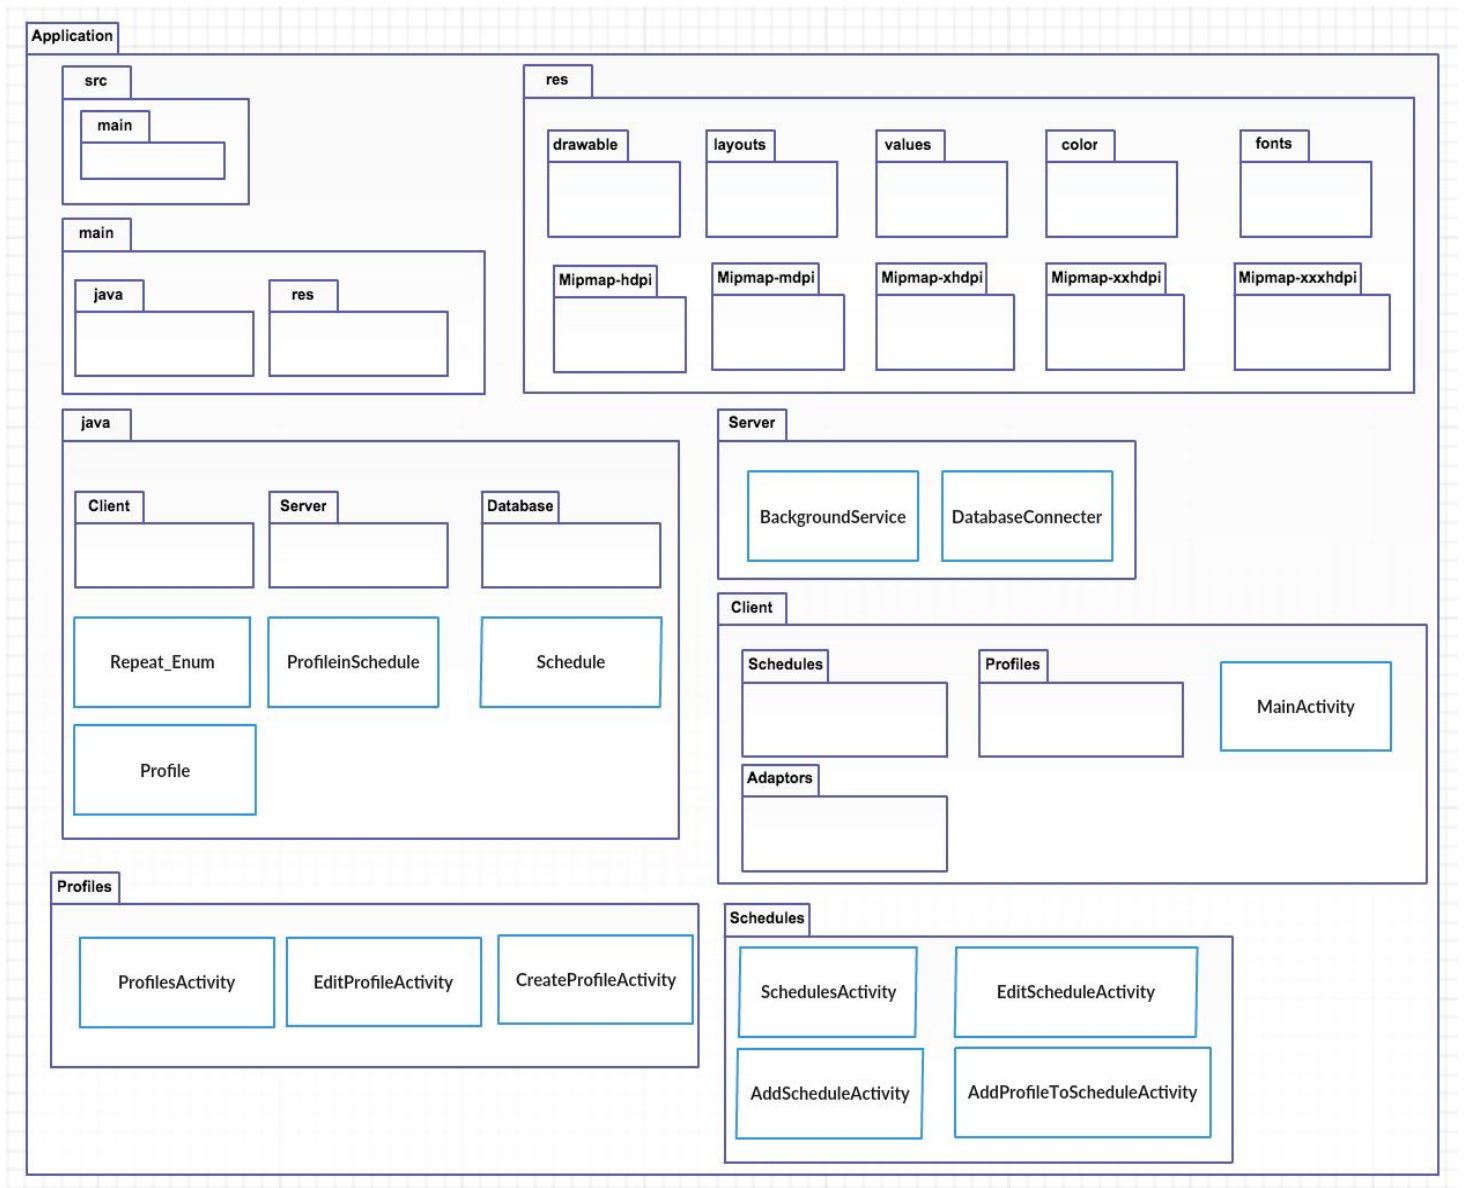 Application
src
main
res
drawable
layouts
values
color
fonts
Mipmap-hdpi
Mipmap-mdpi
Mipmap-xhdpi
Mipmap-xxhdpi
Mipmap-xxxhdpi
main
java
res
java
Client
Server
Database
Repeat_Enum
ProfileinSchedule
Schedule
Profile
Server
BackgroundService
DatabaseConnecter
Client
Schedules
Profiles
MainActivity
Adaptors
Profiles
ProfilesActivity
EditProfileActivity
CreateProfileActivity
Schedules
SchedulesActivity
EditScheduleActivity
AddScheduleActivity
AddProfileToScheduleActivity